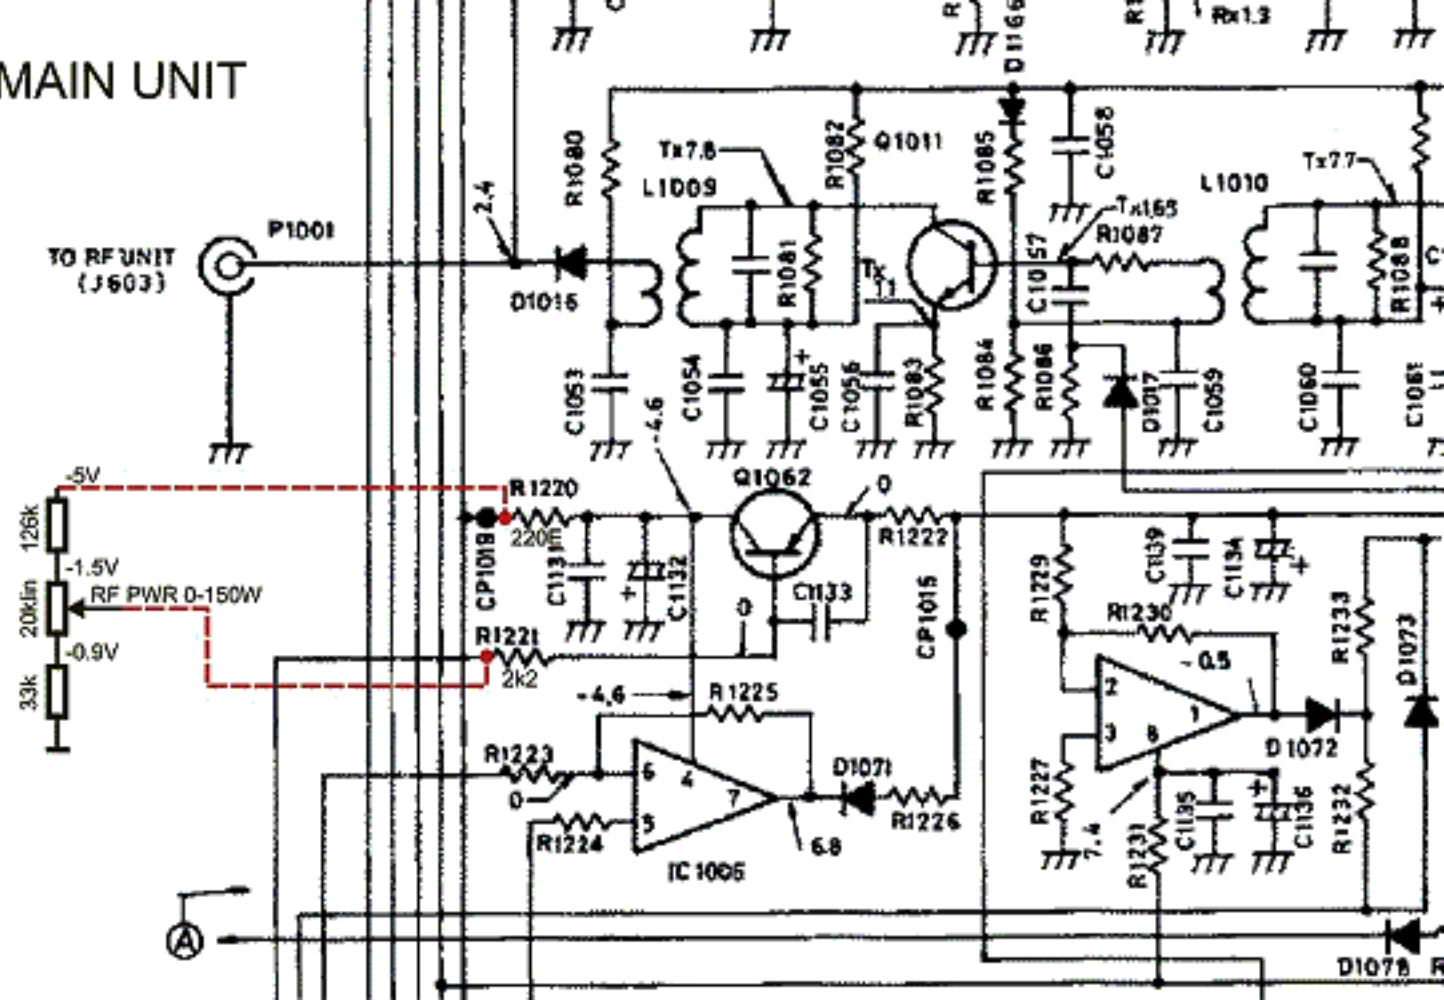 MAIN UNIT
Rx1.3
D1166
R1080
Tx7.8
L1009
R1082
Q1011
R1085
C1058
Tx7.7
L1010
2.4
P1001
TO RF UNIT
(J603)
D1016
R1081
Tx
1.1
Tx1.65
R1087
C1057
R1088
C1053
C1054
C1055
C1056
R1083
R1084
R1086
D1017
C1059
C1060
-4.6
-5V
R1220
220E
Q1062
0
R1222
126k
-1.5V
RF PWR 0-150W
20klin
-0.9V
33k
C1131
C1132
C1133
0
R1221
2k2
CP1015
R1229
C1139
C1134
R1230
R1233
D1073
-0.5
-4.6
R1225
R1223
0
6
4
7
5
D1071
R1226
R1224
6.8
IC1005
2
3
1
8
D1072
R1227
7.4
R1231
C1135
C1136
R1232
A
D1078